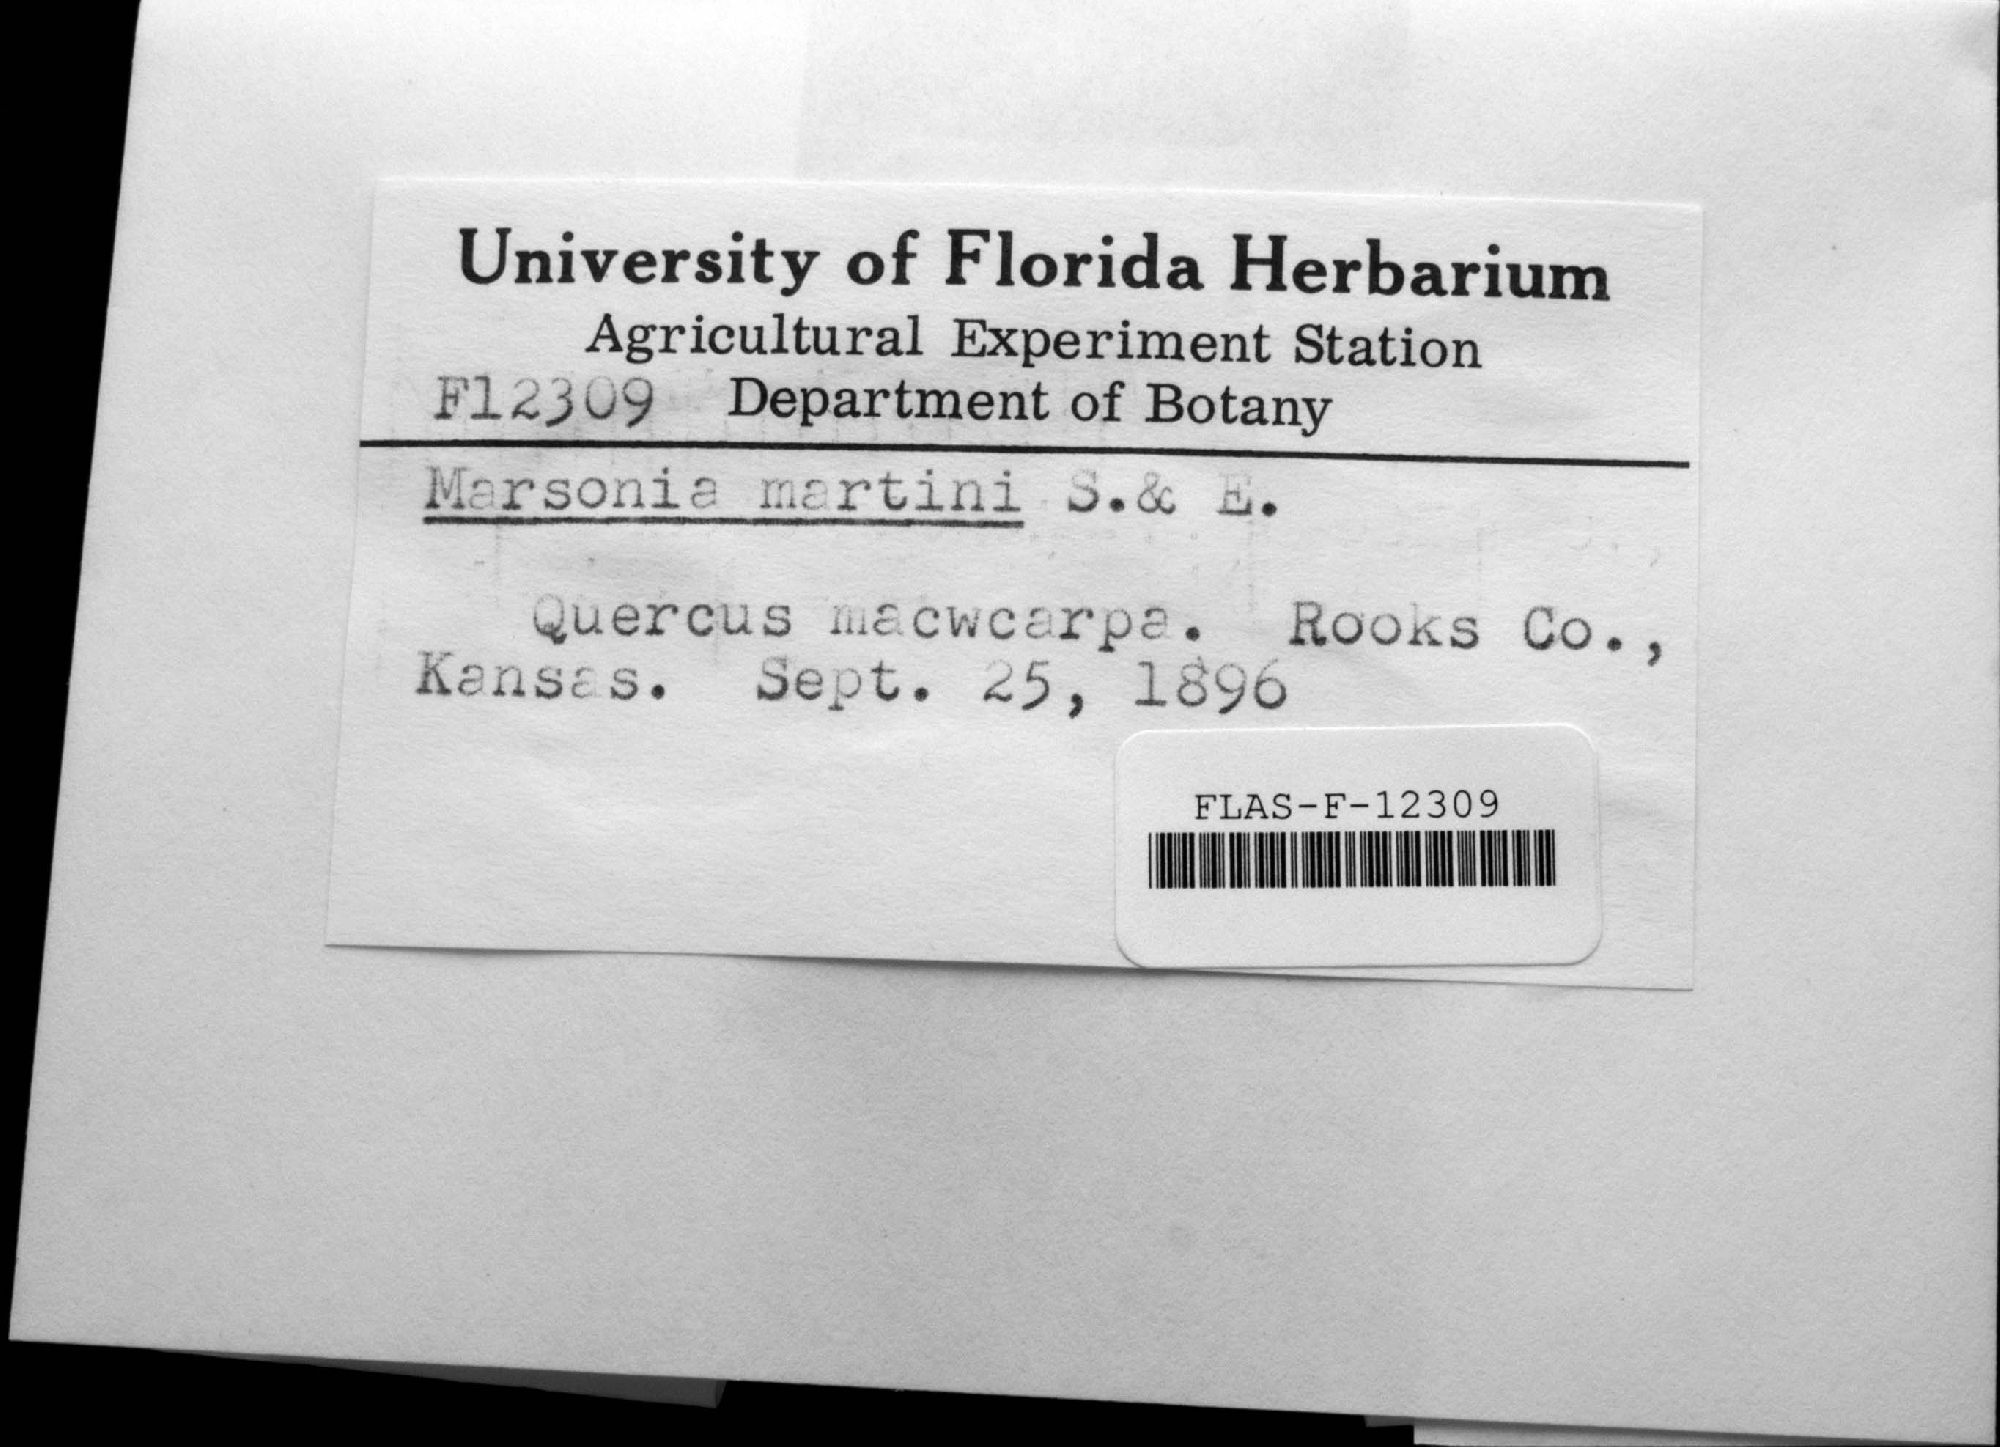 University of Florida Herbarium
Agricultural Experiment Station
F12309 Department of Botany
Marsonia martini S.& E.
Quercus macwcarpa. Rooks Co.,
Kansas. Sept. 25, 1896
FLAS-F-12309